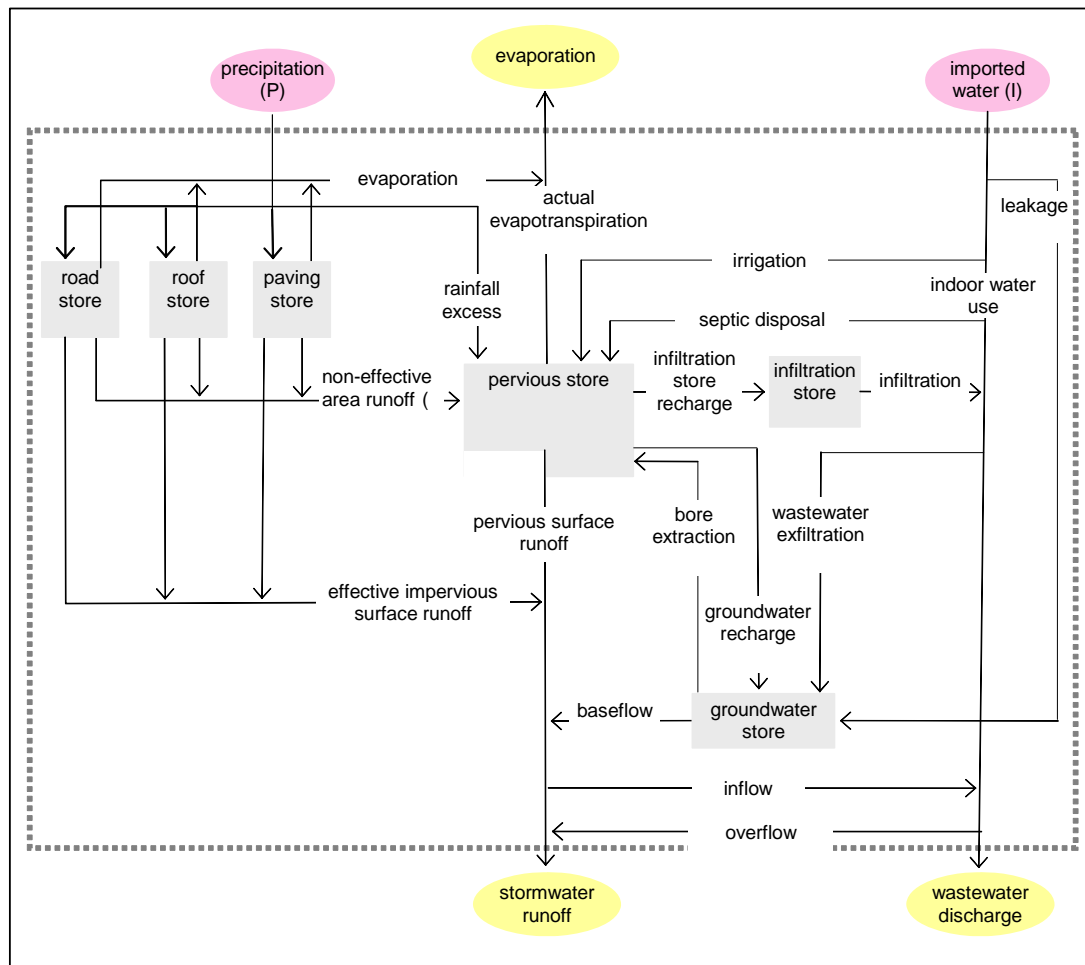 evaporation
precipitation
(P)
imported
water (I)
evaporation
actual
evapotranspiration
leakage
road
store
roof
store
paving
store
rainfall
excess
irrigation
indoor water
use
septic disposal
non-effective
area runoff (
pervious store
infiltration
store
recharge
infiltration
store
infiltration
pervious surface
runoff
bore
extraction
wastewater
exfiltration
effective impervious
surface runoff
groundwater
recharge
baseflow
groundwater
store
inflow
overflow
stormwater
runoff
wastewater
discharge